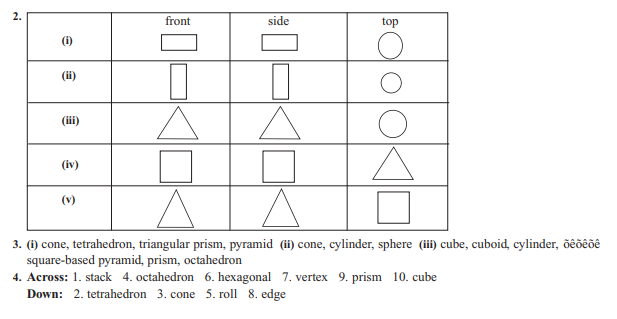 2.
front side top
(i)
(ii)
(iii)
(iv)
(v)
3. (i) cone, tetrahedron, triangular prism, pyramid (ii) cone, cylinder, sphere (iii) cube, cuboid, cylinder, õêõêõê
square-based pyramid, prism, octahedron
4. Across: 1. stack 4. octahedron 6. hexagonal 7. vertex 9. prism 10. cube
Down: 2. tetrahedron 3. cone 5. roll 8. edge